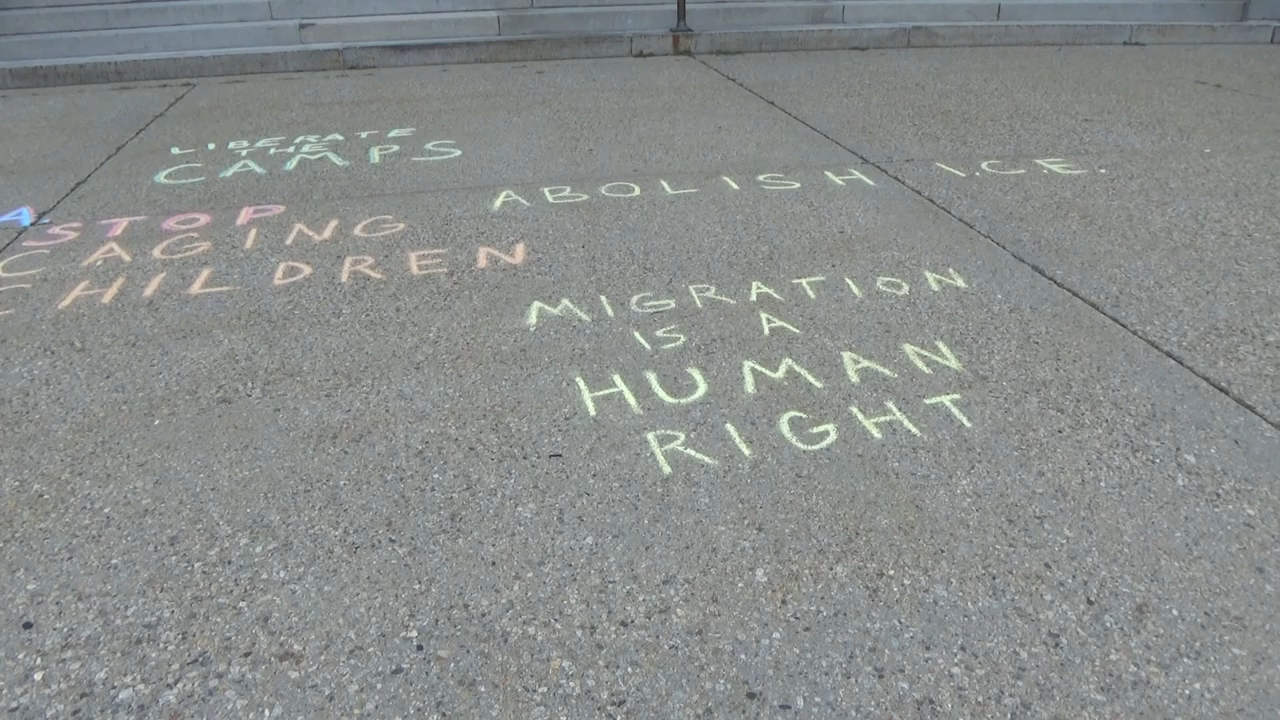 LIBERATE
THE
CAMPS
ABOLISH I.C.E.
STOP
CAGING
CHILDREN
MIGRATION
IS A
HUMAN
RIGHT